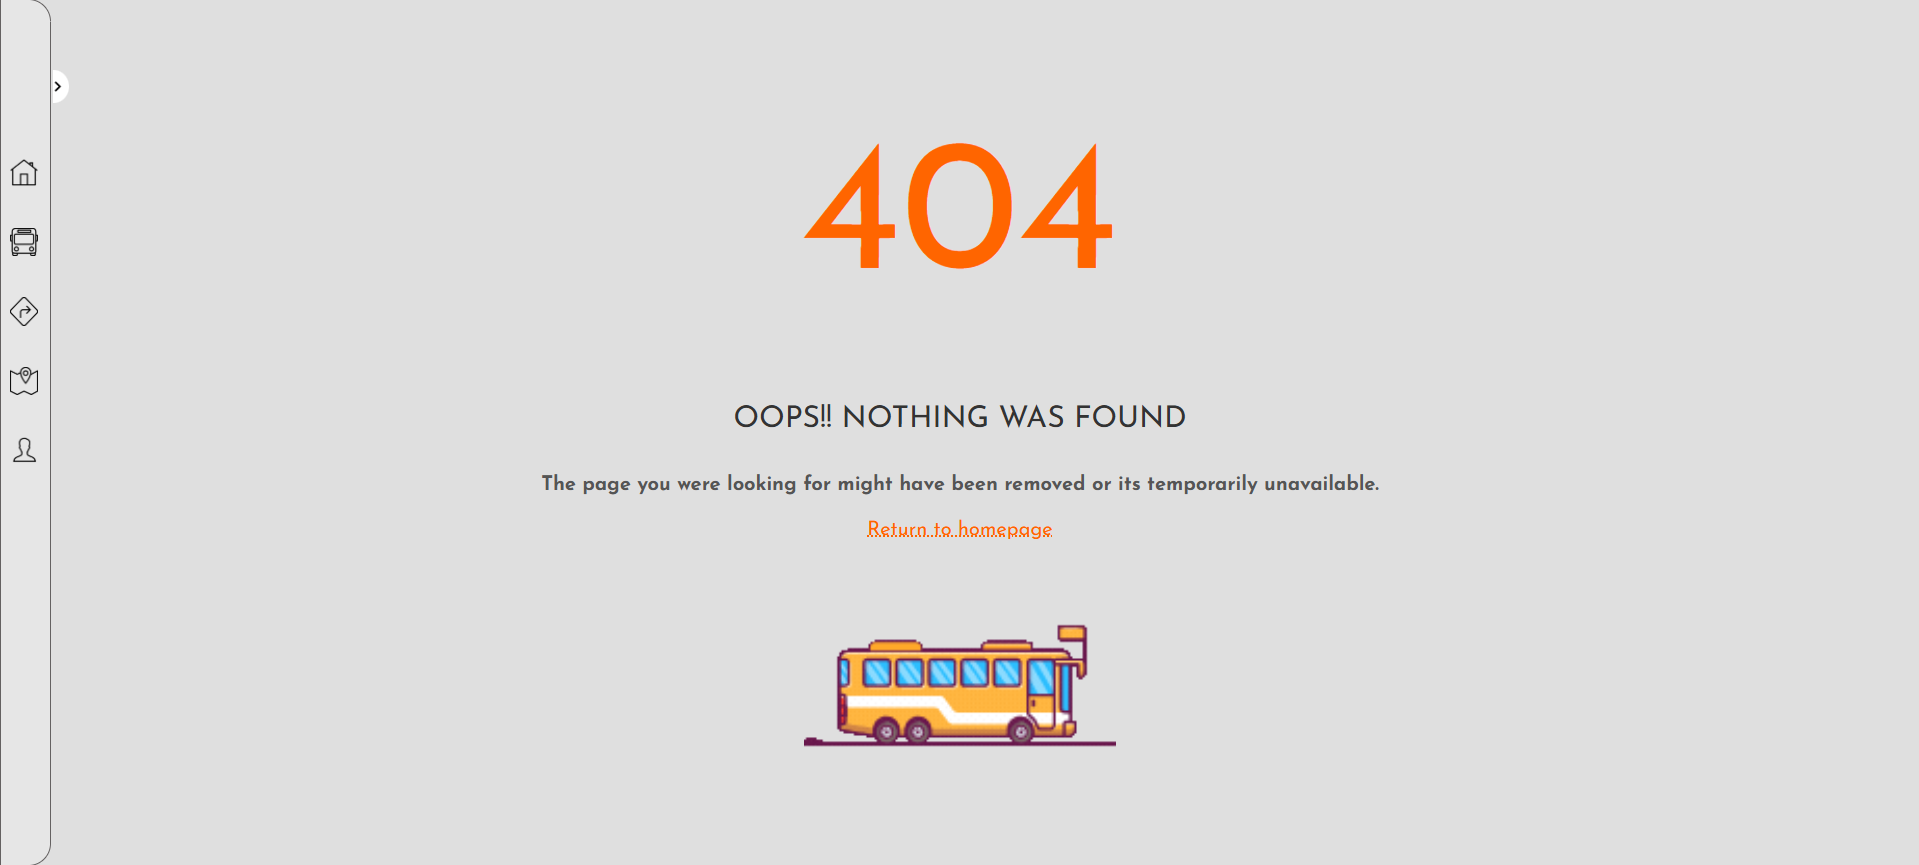 404
OOPS!! NOTHING WAS FOUND
The page you were looking for might have been removed or its temporarily unavailable.
Return to homepage